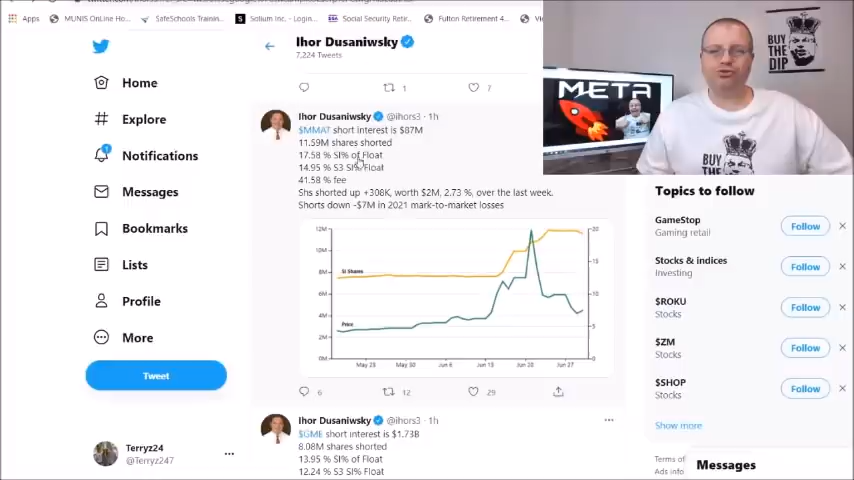 Apps
MUNIS OnLine Ho...
SafeSchools Trainin...
Solium Inc. - Login...
SSA
Social Security Retir...
Fulton Retirement 4...
Ihor Dusaniwsky
7,224 Tweets
1
7
Home
Explore
1
Notifications
Messages
Bookmarks
Lists
Profile
More
Tweet
Terryz24
@Terryz247
Ihor Dusaniwsky @ihors3 · 1h
$MMAT short interest is $87M
11.59M shares shorted
17.58 % SI% of Float
14.95 % S3 SI% Float
41.58 % fee
Shs shorted up +308K, worth $2M, 2.73 %, over the last week.
Shorts down -$7M in 2021 mark-to-market losses
12M
10M
8M
6M
4M
2M
0M
SI Shares
Price
20
15
10
5
0
May 25
May 30
Jun 6
Jun 13
Jun 20
Jun 27
6
12
29
Ihor Dusaniwsky @ihors3 · 1h
$GME short interest is $1.73B
8.08M shares shorted
13.95 % SI% of Float
12.24 % S3 SI% Float
META
BUY
THE
DIP
BUY
THE
Topics to follow
GameStop
Gaming retail
Follow
Stocks & indices
Investing
Follow
$ROKU
Stocks
Follow
$ZM
Stocks
Follow
$SHOP
Stocks
Follow
Show more
Terms of
Ads info
Messages